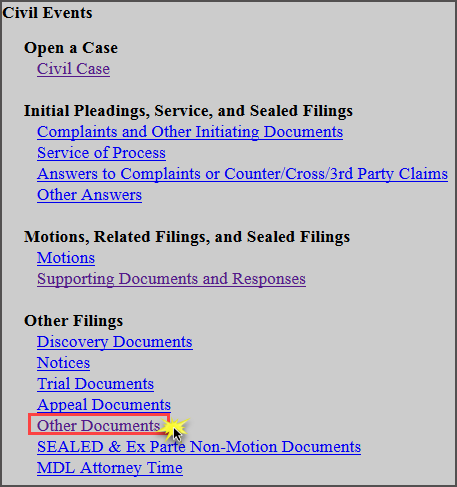 Civil Events
Open a Case
Civil Case
Initial Pleadings, Service, and Sealed Filings
Complaints and Other Initiating Documents
Service of Process
Answers to Complaints or Counter/Cross/3rd Party Claims
Other Answers
Motions, Related Filings, and Sealed Filings
Motions
Supporting Documents and Responses
Other Filings
Discovery Documents
Notices
Trial Documents
Appeal Documents
Other Documents
SEALED & Ex Parte Non-Motion Documents
MDL Attorney Time